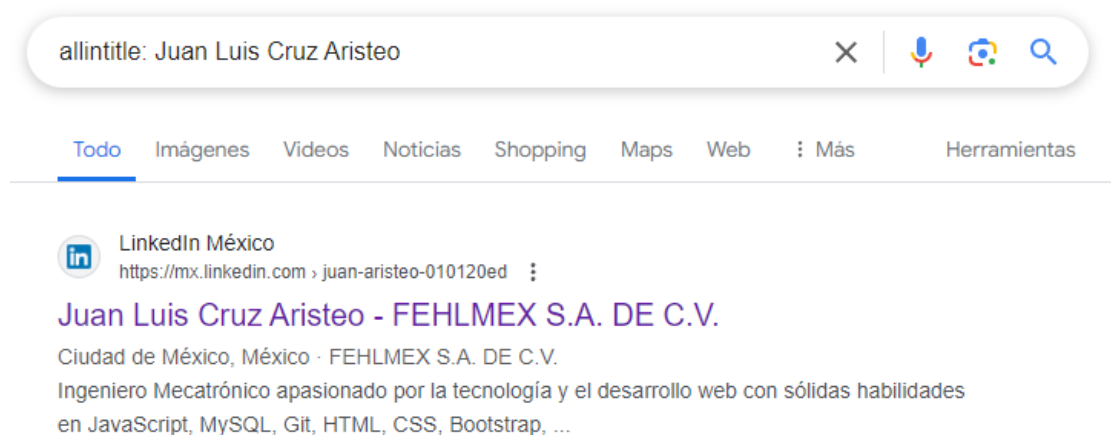 allintitle: Juan Luis Cruz Aristeo
Todo Imágenes Videos Noticias Shopping Maps Web Más Herramientas
in
LinkedIn México
https://mx.linkedin.com › juan-aristeo-010120ed
Juan Luis Cruz Aristeo - FEHLMEX S.A. DE C.V.
Ciudad de México, México · FEHLMEX S.A. DE C.V.
Ingeniero Mecatrónico apasionado por la tecnología y el desarrollo web con sólidas habilidades
en JavaScript, MySQL, Git, HTML, CSS, Bootstrap, ...